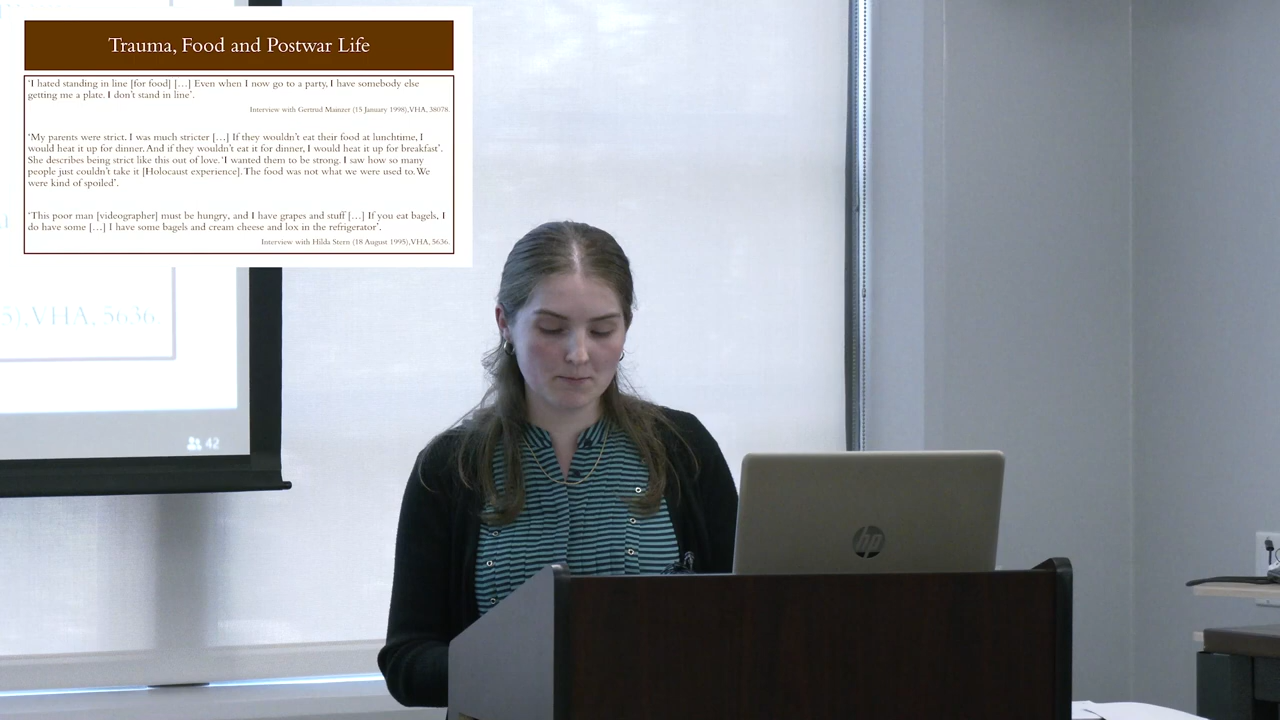 Trauma, Food and Postwar Life
'I hated standing in line [for food] […] Even when I now go to a party, I have somebody else
getting me a plate. I don't stand in line'.
Interview with Gertrud Mainzer (15 January 1998), VHA, 38078.
'My parents were strict. I was much stricter […] If they wouldn't eat their food at lunchtime, I
would heat it up for dinner. And if they wouldn't eat it for dinner, I would heat it up for breakfast'.
She describes being strict like this out of love. 'I wanted them to be strong. I saw how so many
people just couldn't take it [Holocaust experience]. The food was not what we were used to. We
were kind of spoiled'.
'This poor man [videographer] must be hungry, and I have grapes and stuff […] If you eat bagels, I
do have some […] I have some bagels and cream cheese and lox in the refrigerator'.
Interview with Hilda Stern (18 August 1995), VHA, 5636.
5), VHA, 5636
42
hp